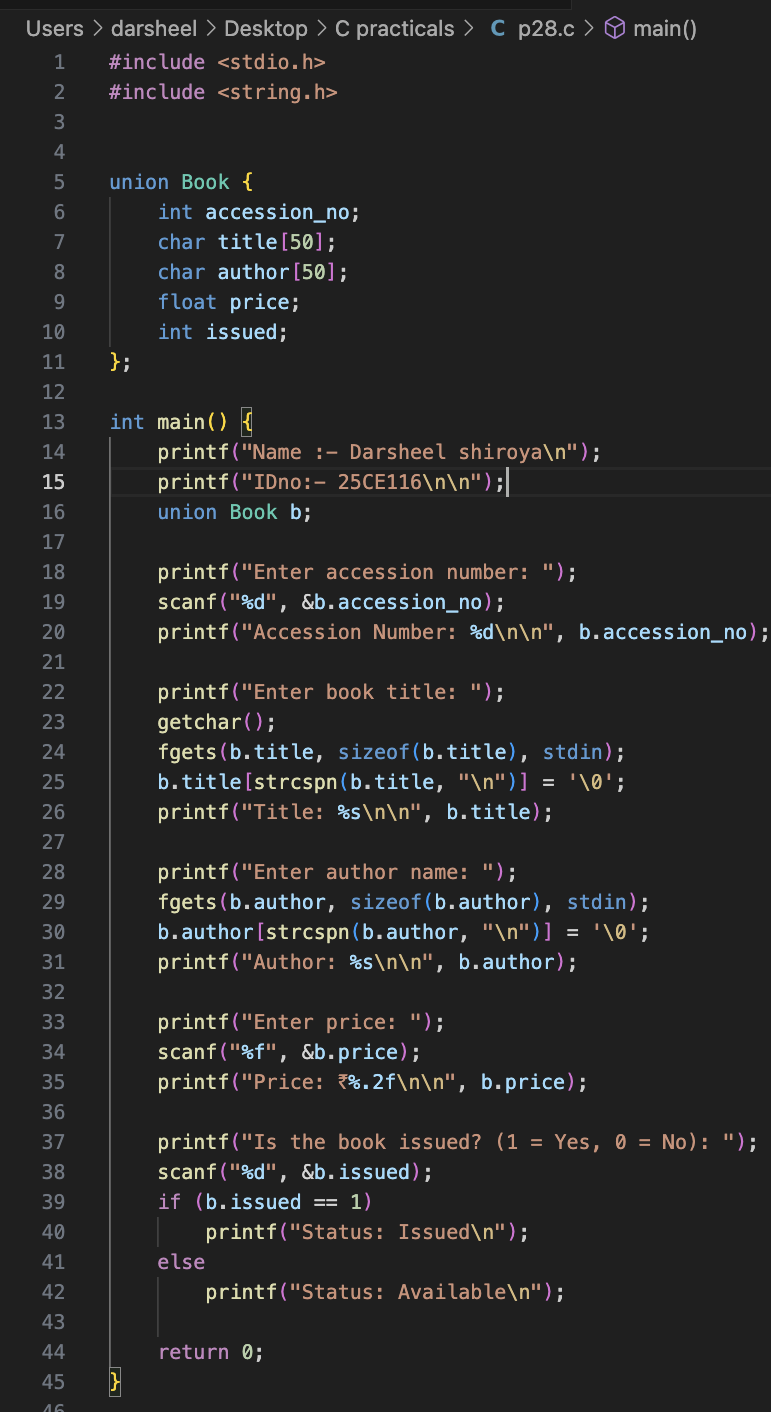 Users > darsheel > Desktop > C practicals > C p28.c > main()
1 #include <stdio.h>
2 #include <string.h>
3
4
5 union Book {
6     int accession_no;
7     char title[50];
8     char author[50];
9     float price;
10     int issued;
11 };
12
13 int main() {
14     printf("Name :- Darsheel shiroya\n");
15     printf("IDno:- 25CE116\n\n");
16     union Book b;
17
18     printf("Enter accession number: ");
19     scanf("%d", &b.accession_no);
20     printf("Accession Number: %d\n\n", b.accession_no);
21
22     printf("Enter book title: ");
23     getchar();
24     fgets(b.title, sizeof(b.title), stdin);
25     b.title[strcspn(b.title, "\n")] = '\0';
26     printf("Title: %s\n\n", b.title);
27
28     printf("Enter author name: ");
29     fgets(b.author, sizeof(b.author), stdin);
30     b.author[strcspn(b.author, "\n")] = '\0';
31     printf("Author: %s\n\n", b.author);
32
33     printf("Enter price: ");
34     scanf("%f", &b.price);
35     printf("Price: ₹%.2f\n\n", b.price);
36
37     printf("Is the book issued? (1 = Yes, 0 = No): ");
38     scanf("%d", &b.issued);
39     if (b.issued == 1)
40         printf("Status: Issued\n");
41     else
42         printf("Status: Available\n");
43
44     return 0;
45 }
46